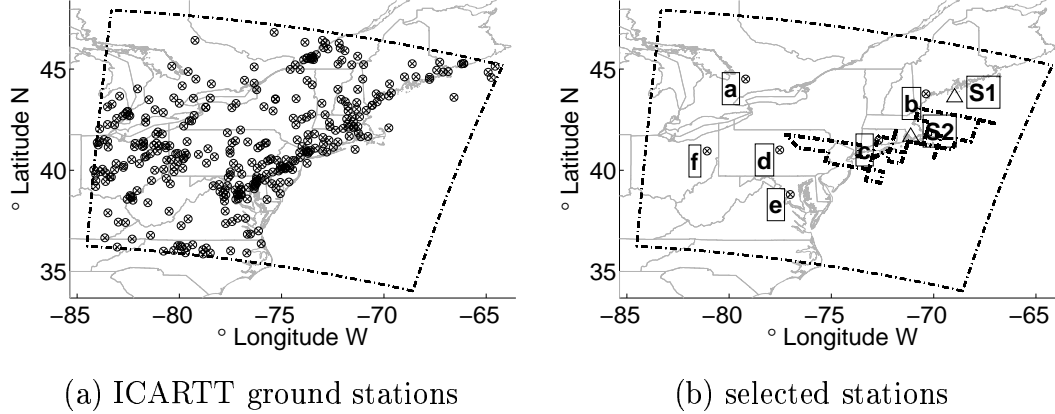 45
40
35
−85
−80
−75
−70
−65
° Latitude N
° Longitude W
(a) ICARTT ground stations
45
40
35
−85
−80
−75
−70
−65
° Latitude N
° Longitude W
a
b
S1
S2
c
d
f
e
(b) selected stations